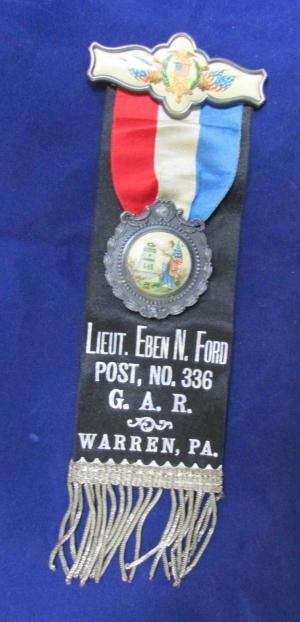 LIEUT. EBEN N. FORD
POST, NO. 336
G. A. R.
WARREN, PA.